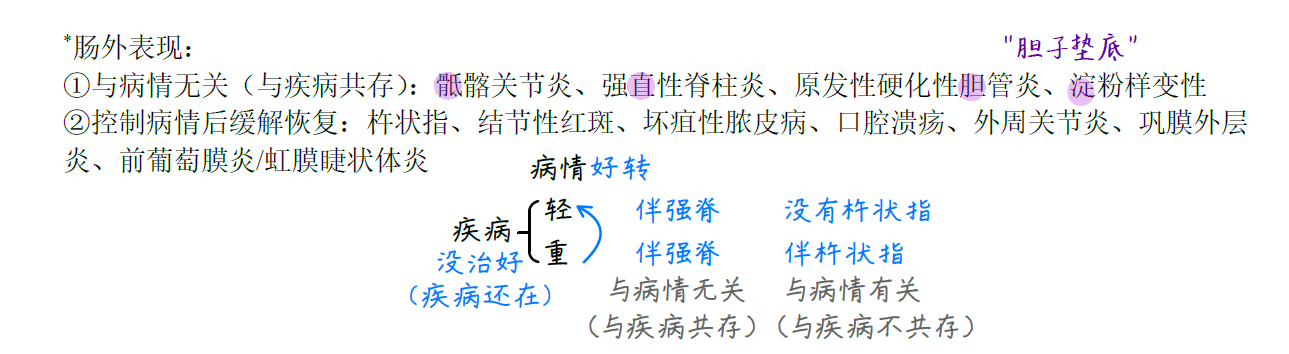 *肠外表现：
"胆子垫底"
①与病情无关（与疾病共存）：骶髂关节炎、强直性脊柱炎、原发性硬化性胆管炎、淀粉样变性
②控制病情后缓解恢复：杵状指、结节性红斑、坏疽性脓皮病、口腔溃疡、外周关节炎、巩膜外层
炎、前葡萄膜炎/虹膜睫状体炎
病情好转
轻 伴强脊 没有杵状指
疾病
重 伴强脊 伴杵状指
没治好
（疾病还在）
与病情无关 与病情有关
（与疾病共存）（与疾病不共存）